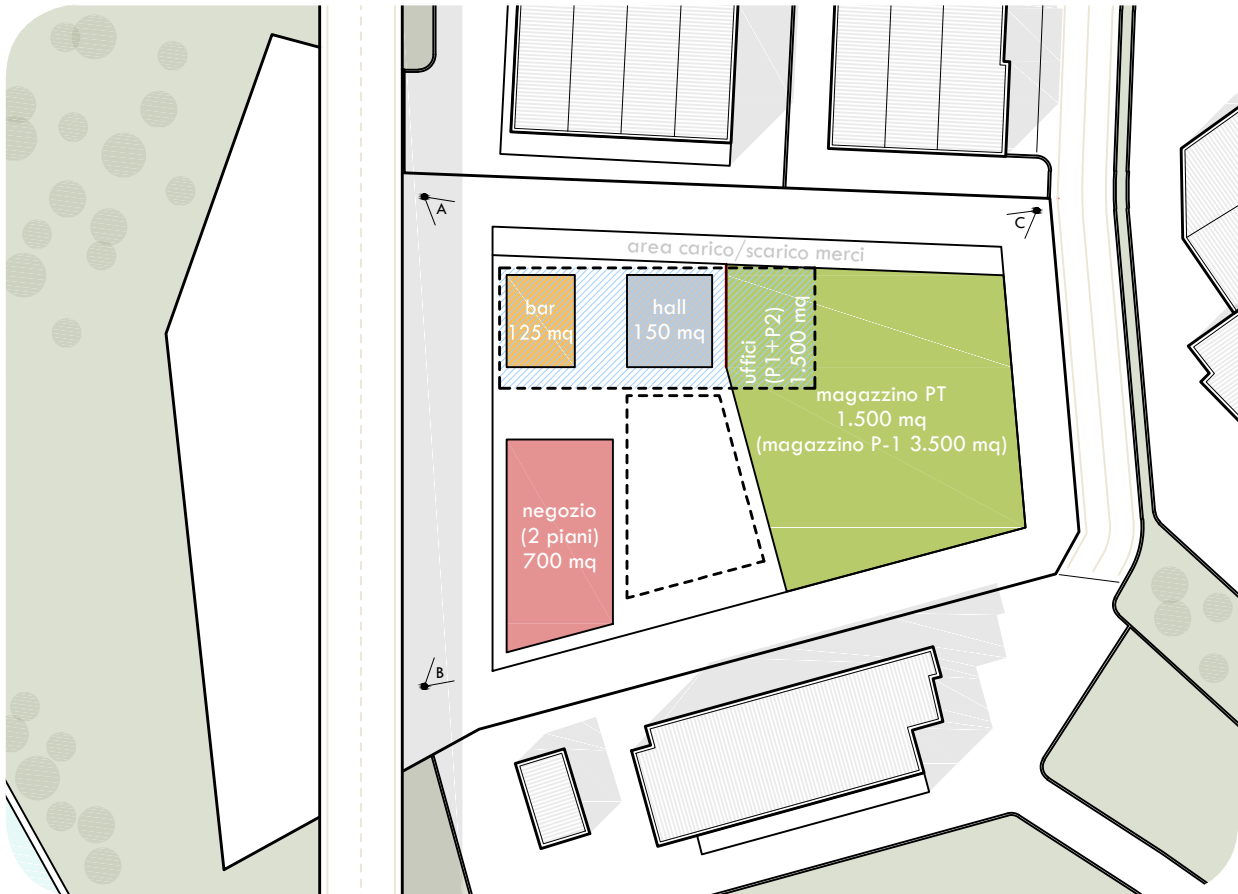 A
C
area carico/scarico merci
bar
125 mq
hall
150 mq
uffici
(P1+P2)
1.500 mq
magazzino PT
1.500 mq
(magazzino P-1 3.500 mq)
negozio
(2 piani)
700 mq
B